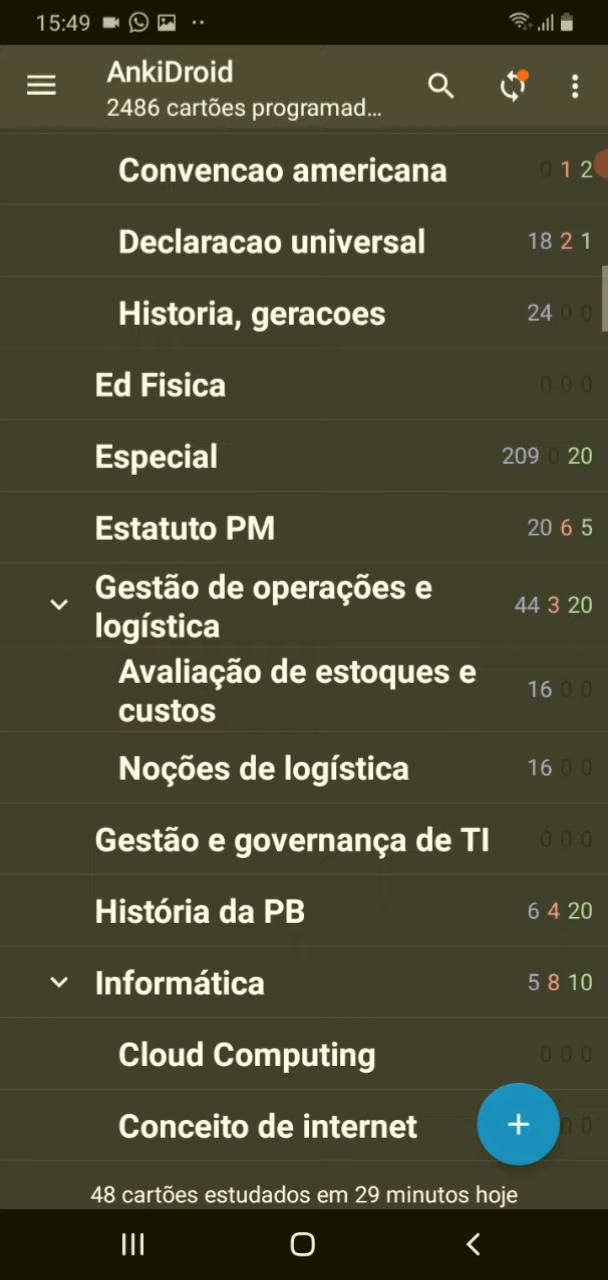 15:49
AnkiDroid
2486 cartões programad...
Convencao americana 0 1 2
Declaracao universal 18 2 1
Historia, geracoes 24 0 0
Ed Fisica 0 0 0
Especial 209 0 20
Estatuto PM 20 6 5
Gestão de operações e
logística 44 3 20
Avaliação de estoques e
custos 16 0 0
Noções de logística 16 0 0
Gestão e governança de TI 0 0 0
História da PB 6 4 20
Informática 5 8 10
Cloud Computing 0 0 0
Conceito de internet 0 0
+
48 cartões estudados em 29 minutos hoje